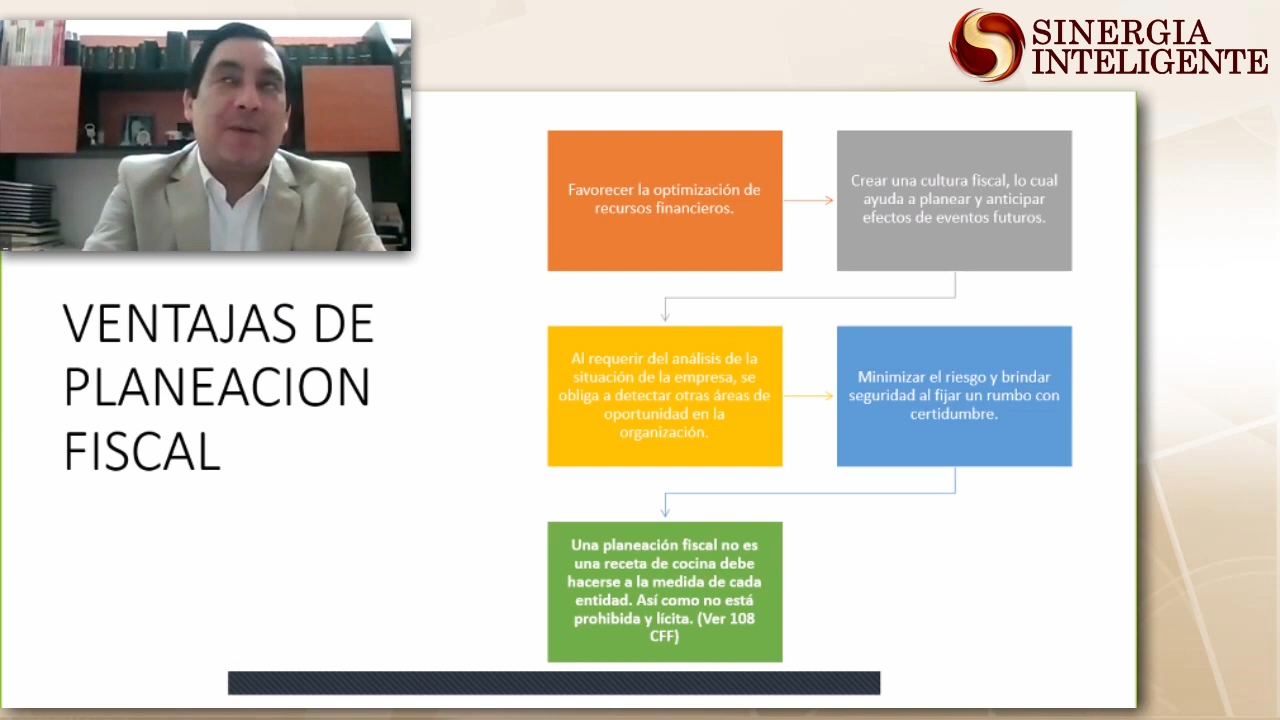 SINERGIA
INTELIGENTE
VENTAJAS DE
PLANEACION
FISCAL
Favorecer la optimización de
recursos financieros.
Crear una cultura fiscal, lo cual
ayuda a planear y anticipar
efectos de eventos futuros.
Al requerir del análisis de la
situación de la empresa, se
obliga a detectar otras áreas de
oportunidad en la
organización.
Minimizar el riesgo y brindar
seguridad al fijar un rumbo con
certidumbre.
Una planeación fiscal no es
una receta de cocina debe
hacerse a la medida de cada
entidad. Así como no está
prohibida y lícita. (Ver 108
CFF)